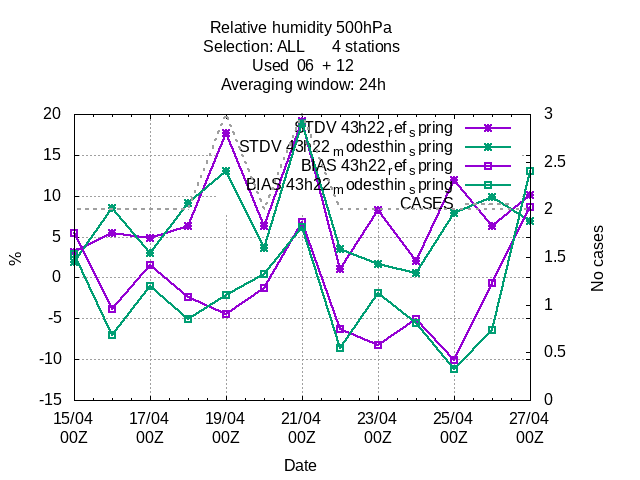 Relative humidity 500hPa
Selection: ALL 4 stations
Used 06 + 12
Averaging window: 24h
STDV 43h22_ref_spring
STDV 43h22_modesthin_spring
BIAS 43h22_ref_spring
BIAS 43h22_modesthin_spring
CASES
20
15
10
5
0
-5
-10
-15
%
3
2.5
2
1.5
1
0.5
0
No cases
15/04 17/04 19/04 21/04 23/04 25/04 27/04
00Z 00Z 00Z 00Z 00Z 00Z 00Z
Date